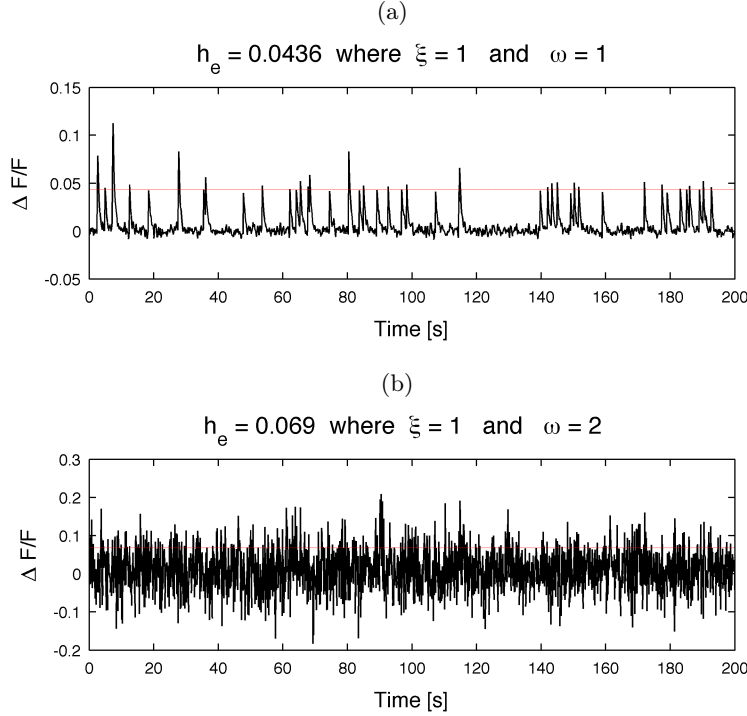 (a)
h_e = 0.0436 where ξ = 1 and ω = 1
0.15
0.1
0.05
0
-0.05
Δ F/F
0 20 40 60 80 100 120 140 160 180 200
Time [s]
(b)
h_e = 0.069 where ξ = 1 and ω = 2
0.3
0.2
0.1
0
-0.1
-0.2
Δ F/F
0 20 40 60 80 100 120 140 160 180 200
Time [s]